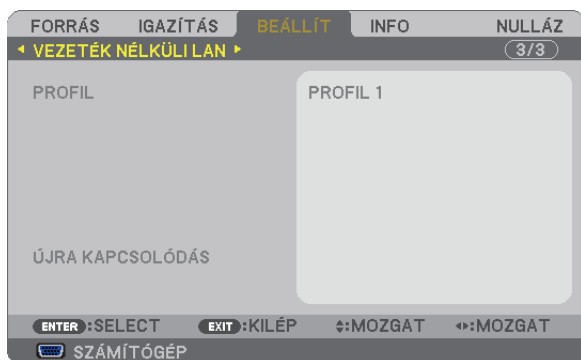 FORRÁS IGAZÍTÁS BEÁLLÍT INFO NULLÁZ
VEZETÉK NÉLKÜLI LAN 3/3
PROFIL PROFIL 1
ÚJRA KAPCSOLÓDÁS
ENTER :SELECT EXIT :KILÉP :MOZGAT :MOZGAT
SZÁMÍTÓGÉP